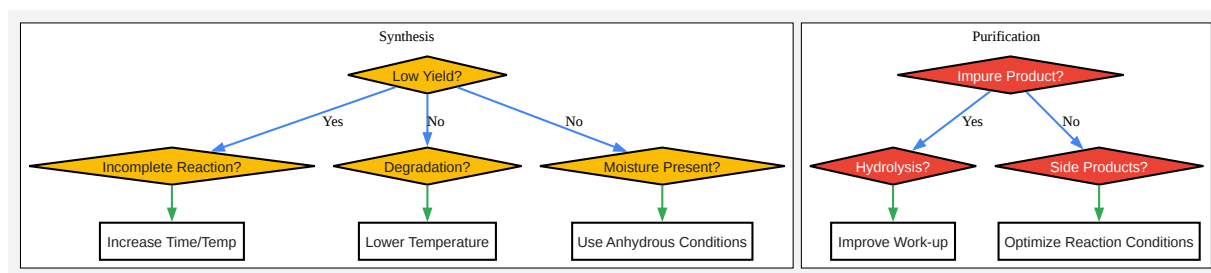 Synthesis
Low Yield?
Yes
No
No
Incomplete Reaction?
Degradation?
Moisture Present?
Increase Time/Temp
Lower Temperature
Use Anhydrous Conditions
Purification
Impure Product?
Yes
No
Hydrolysis?
Side Products?
Improve Work-up
Optimize Reaction Conditions